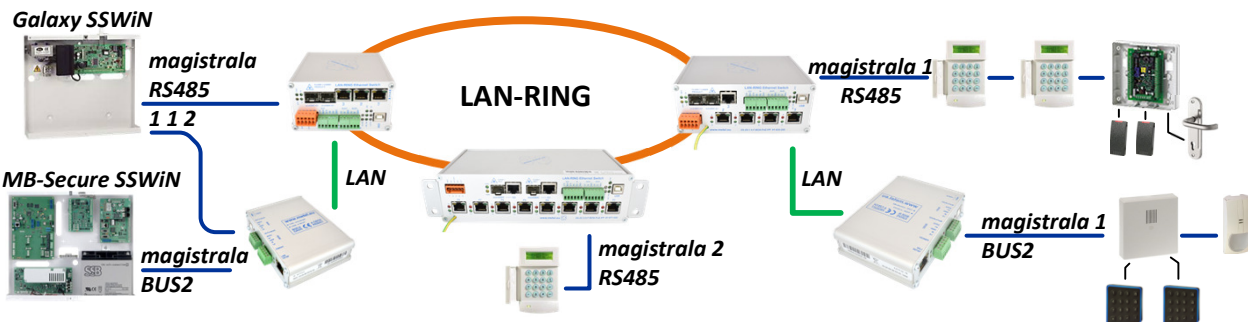 Galaxy SSWiN
magistrala
RS485
1 1 2
MB-Secure SSWiN
magistrala
BUS2
LAN
LAN-RING
magistrala 2
RS485
magistrala 1
RS485
LAN
magistrala 1
BUS2